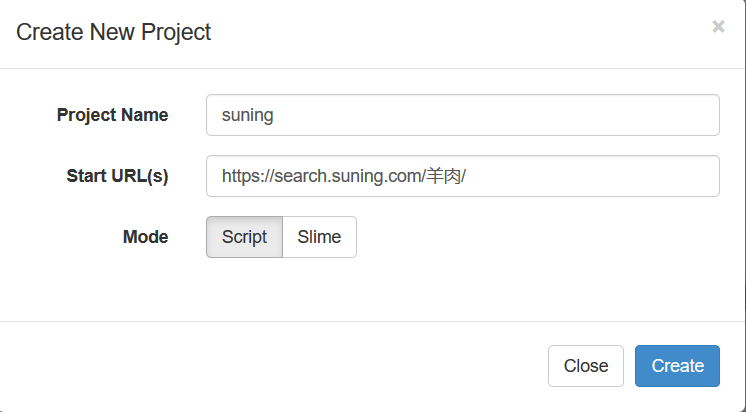 Create New Project ×
Project Name suning
Start URL(s) https://search.suning.com/羊肉/
Mode Script Slime
Close Create